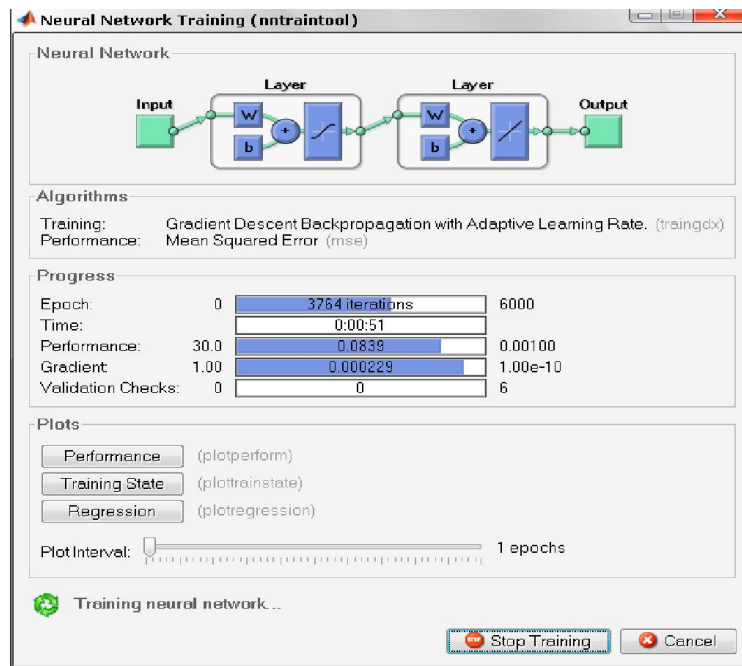 Neural Network Training (nntraintool)
Neural Network
Layer Layer
Input Output
W W
b b
Algorithms
Training: Gradient Descent Backpropagation with Adaptive Learning Rate. (traingdx)
Performance: Mean Squared Error (mse)
Progress
Epoch: 0 3764 iterations 6000
Time: 0:00:51
Performance: 30.0 0.0839 0.00100
Gradient: 1.00 0.000229 1.00e-10
Validation Checks: 0 0 6
Plots
Performance (plotperform)
Training State (plottrainstate)
Regression (plotregression)
Plot Interval: 1 epochs
Training neural network...
Stop Training Cancel